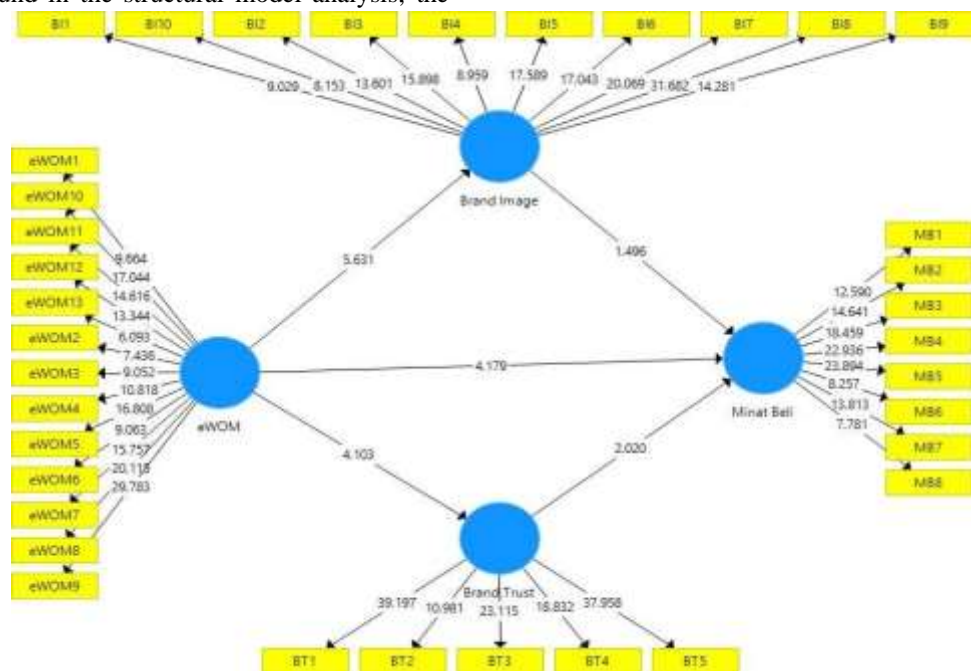 and in the structural model analysis, the
BI1 BI10 BI2 BI3 BI4 BI5 BI6 BI7 BI8 BI9
9.029 8.153 13.601 15.898 8.959 17.589 17.043 20.069 31.662 14.281
Brand Image
eWOM1
eWOM10
eWOM11
eWOM12
eWOM13
eWOM2
eWOM3
eWOM4
eWOM5
eWOM6
eWOM7
eWOM8
eWOM9
9.664
17.044
14.616
13.344
6.093
7.436
9.052
10.818
16.808
9.063
15.757
20.115
29.783
eWOM
5.631
1.496
4.179
4.103
2.020
Minat Beli
12.590
14.641
18.459
22.936
23.894
8.257
13.813
7.781
MB1
MB2
MB3
MB4
MB5
MB6
MB7
MB8
Brand Trust
39.197 10.981 23.115 18.832 37.958
BT1 BT2 BT3 BT4 BT5